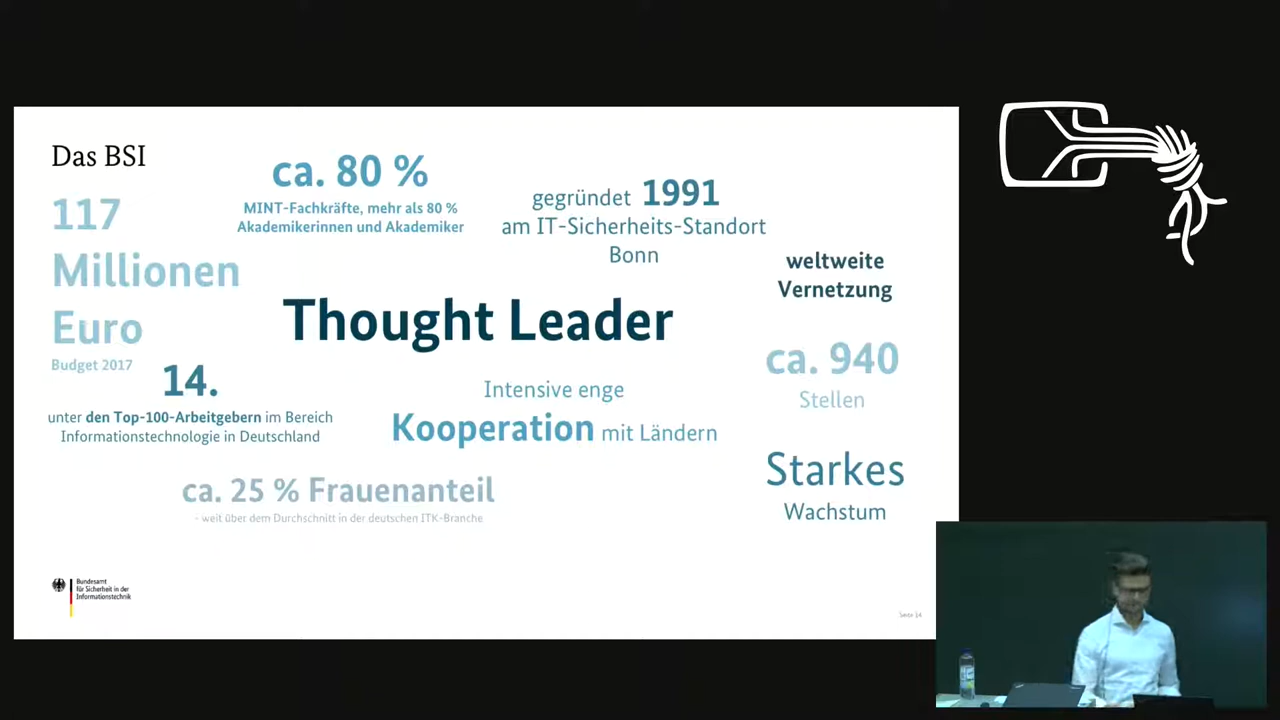 Das BSI
117
Millionen
Euro
Budget 2017
ca. 80 %
MINT-Fachkräfte, mehr als 80 %
Akademikerinnen und Akademiker
gegründet 1991
am IT-Sicherheits-Standort
Bonn
weltweite
Vernetzung
Thought Leader
ca. 940
Stellen
14.
unter den Top-100-Arbeitgebern im Bereich
Informationstechnologie in Deutschland
Intensive enge
Kooperation mit Ländern
Starkes
Wachstum
ca. 25 % Frauenanteil
- weit über dem Durchschnitt in der deutschen ITK-Branche
Bundesamt
für Sicherheit in der
Informationstechnik
Seite 14